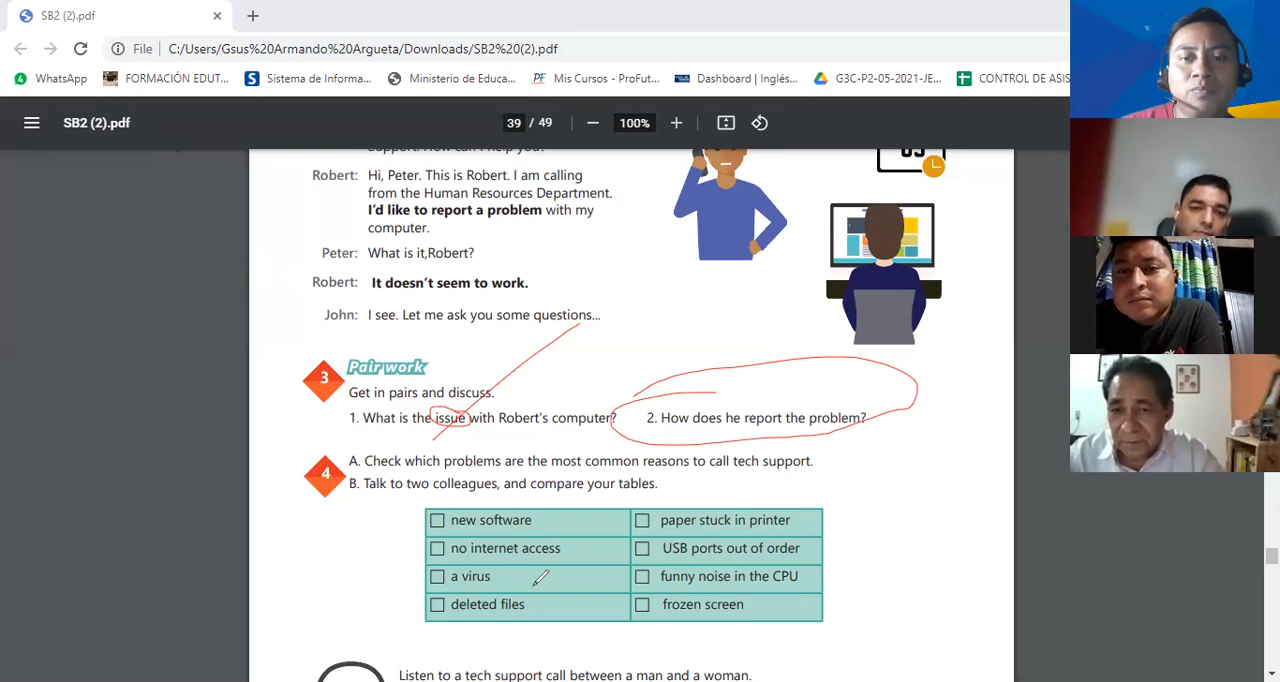 SB2 (2).pdf
File C:/Users/Gsus%20Armando%20Argueta/Downloads/SB2%20(2).pdf
WhatsApp FORMACIÓN EDUT... Sistema de Informa... Ministerio de Educa... Mis Cursos - ProFut... Dashboard | Inglés,... G3C-P2-05-2021-JE... CONTROL DE ASIS
SB2 (2).pdf 39 / 49 100%
Support. How can I help you?
Robert: Hi, Peter. This is Robert. I am calling
from the Human Resources Department.
I'd like to report a problem with my
computer.
Peter: What is it,Robert?
Robert: It doesn't seem to work.
John: I see. Let me ask you some questions...
3 Pair work
Get in pairs and discuss.
1. What is the issue with Robert's computer? 2. How does he report the problem?
4 A. Check which problems are the most common reasons to call tech support.
B. Talk to two colleagues, and compare your tables.
new software paper stuck in printer
no internet access USB ports out of order
a virus funny noise in the CPU
deleted files frozen screen
Listen to a tech support call between a man and a woman.